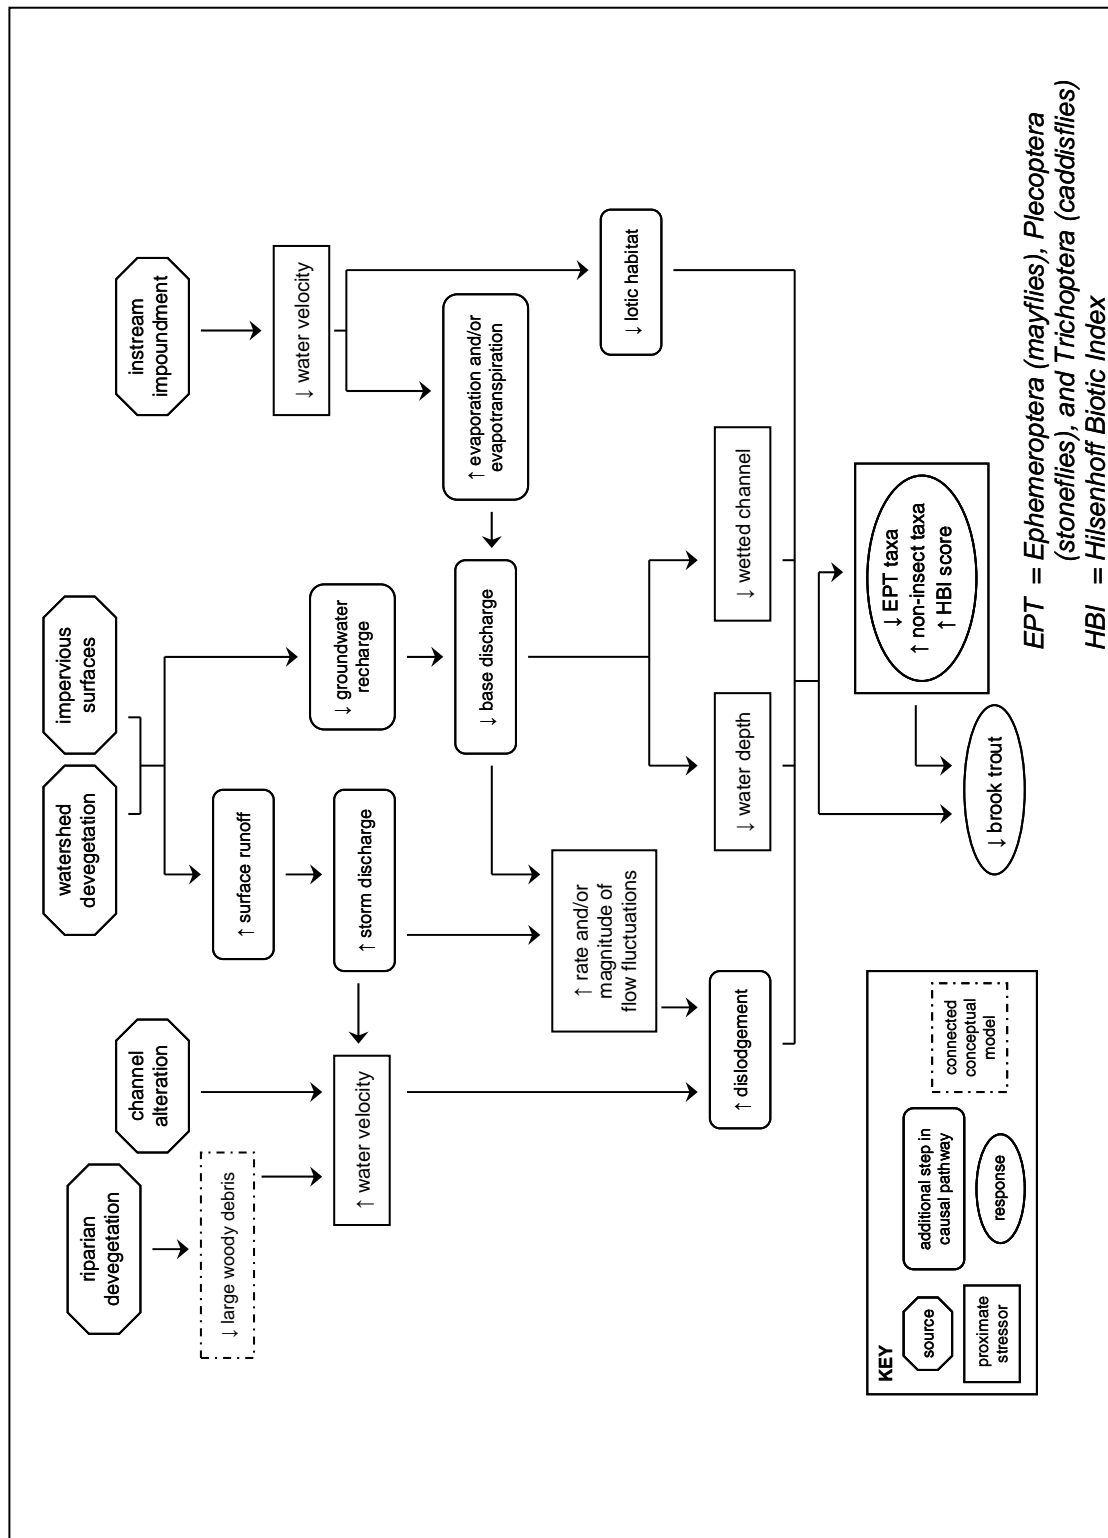 riparian
devegetation
channel
alteration
watershed
devegetation
impervious
surfaces
instream
impoundment
↓ large woody debris
↑ surface runoff
↓ water velocity
↑ water velocity
↑ storm discharge
↓ groundwater
recharge
↑ evaporation and/or
evapotranspiration
↓ base discharge
↑ rate and/or
magnitude of
flow fluctuations
↓ lotic habitat
↑ dislodgement
↓ water depth
↓ wetted channel
↓ EPT taxa
↑ non-insect taxa
↑ HBI score
↓ brook trout
KEY
source
additional step in
causal pathway
connected
conceptual
model
proximate
stressor
response
EPT = Ephemeroptera (mayflies), Plecoptera
(stoneflies), and Trichoptera (caddisflies)
HBI = Hilsenhoff Biotic Index